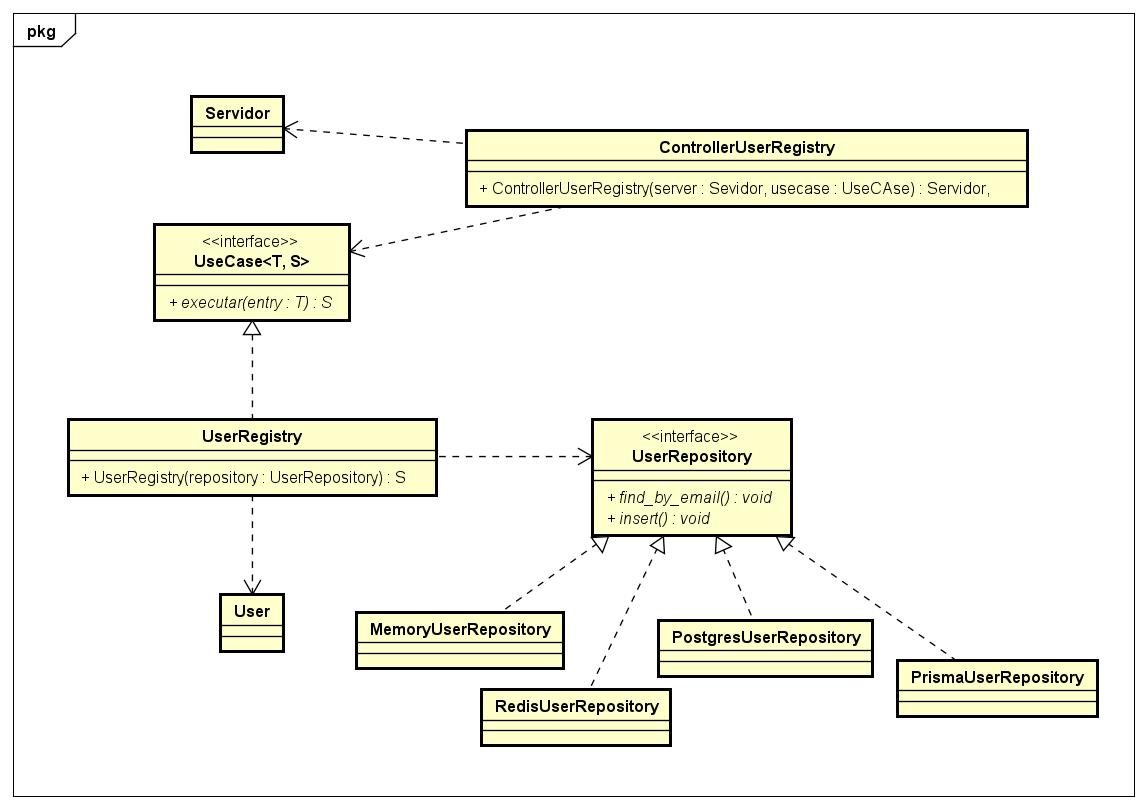 pkg
Servidor
ControllerUserRegistry
+ ControllerUserRegistry(server : Sevidor, usecase : UseCAse) : Servidor,
<<interface>>
UseCase<T, S>
+ executar(entry : T) : S
UserRegistry
+ UserRegistry(repository : UserRepository) : S
<<interface>>
UserRepository
+ find_by_email() : void
+ insert() : void
User
MemoryUserRepository
PostgresUserRepository
PrismaUserRepository
RedisUserRepository